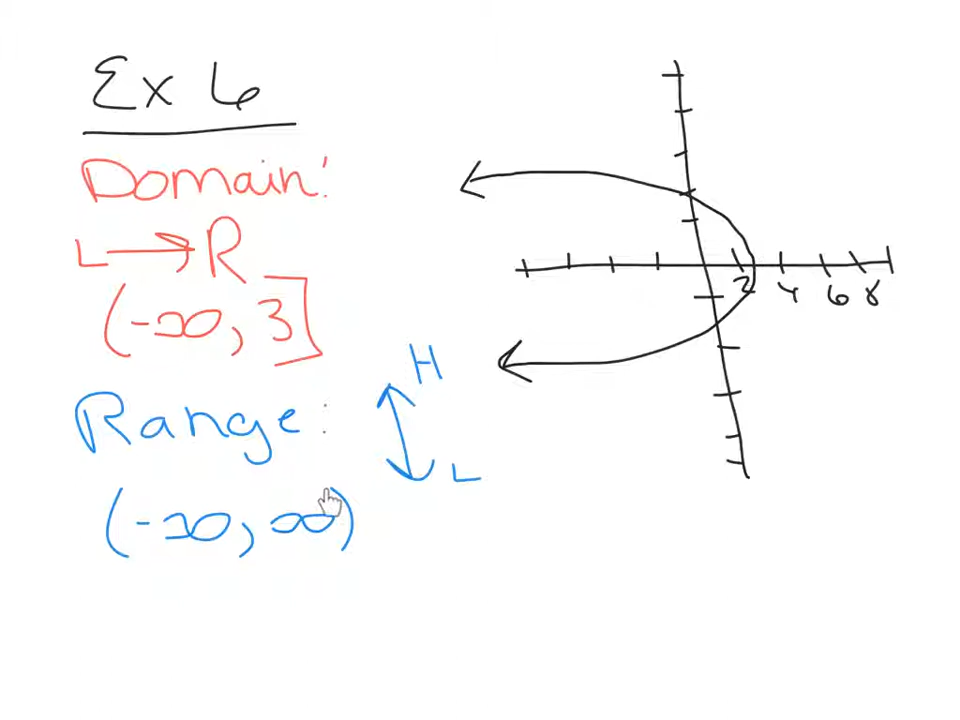 Ex 6
Domain:
L → R
(-∞, 3]
Range:
H
L
(-∞, ∞)
2 4 6 8